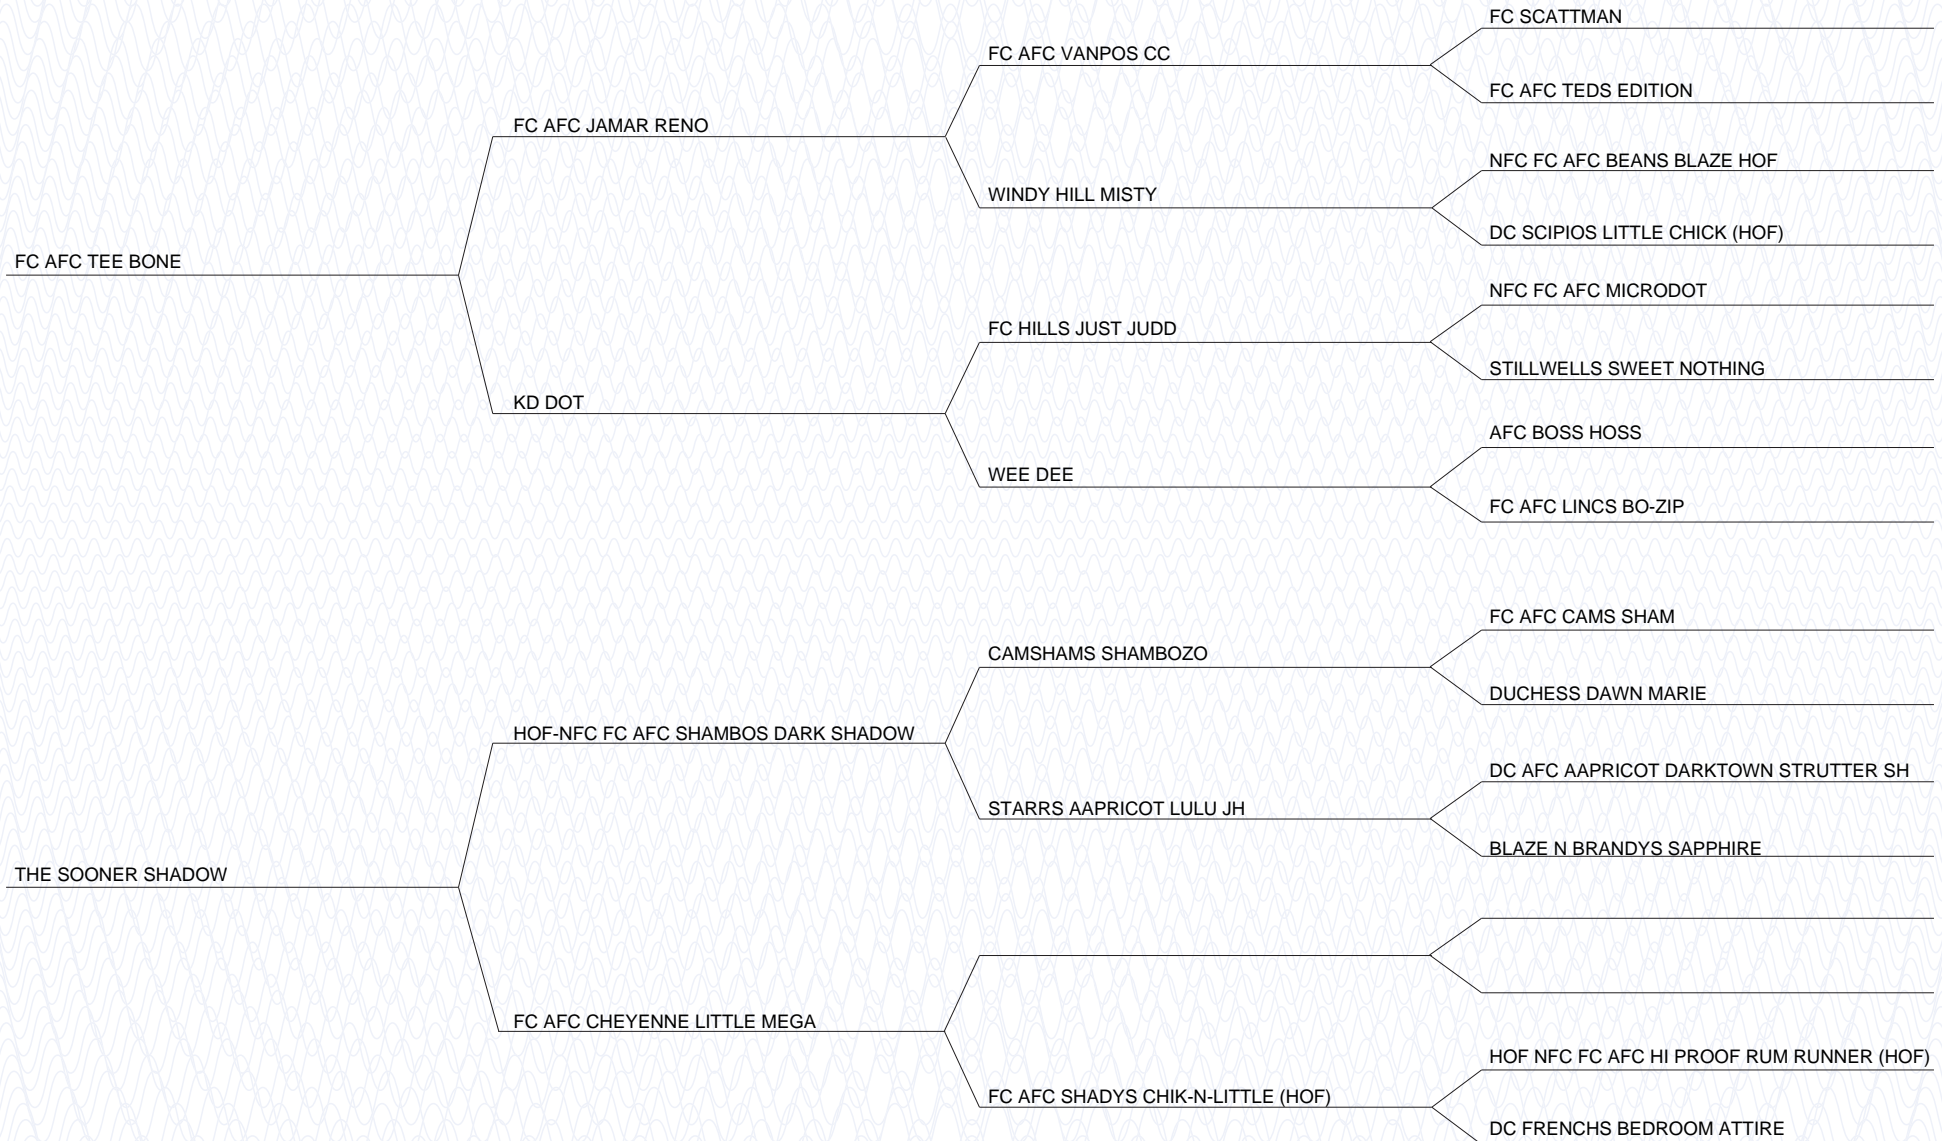 FC SCATTMAN
FC AFC VANPOS CC
FC AFC TEDS EDITION
FC AFC JAMAR RENO
NFC FC AFC BEANS BLAZE HOF
WINDY HILL MISTY
DC SCIPIOS LITTLE CHICK (HOF)
FC AFC TEE BONE
NFC FC AFC MICRODOT
FC HILLS JUST JUDD
STILLWELLS SWEET NOTHING
KD DOT
AFC BOSS HOSS
WEE DEE
FC AFC LINCS BO-ZIP
FC AFC CAMS SHAM
CAMSHAMS SHAMBOZO
DUCHESS DAWN MARIE
HOF-NFC FC AFC SHAMBOS DARK SHADOW
DC AFC AAPRICOT DARKTOWN STRUTTER SH
STARRS AAPRICOT LULU JH
BLAZE N BRANDYS SAPPHIRE
THE SOONER SHADOW
FC AFC CHEYENNE LITTLE MEGA
HOF NFC FC AFC HI PROOF RUM RUNNER (HOF)
FC AFC SHADYS CHIK-N-LITTLE (HOF)
DC FRENCHS BEDROOM ATTIRE